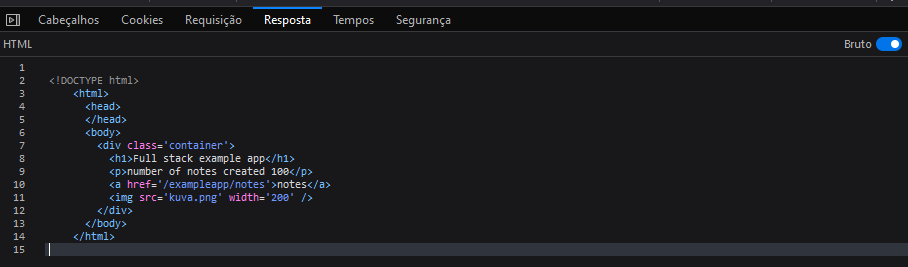 Cabeçalhos Cookies Requisição Resposta Tempos Segurança
HTML Bruto
1
2 <!DOCTYPE html>
3 <html>
4 <head>
5 </head>
6 <body>
7 <div class='container'>
8 <h1>Full stack example app</h1>
9 <p>number of notes created 100</p>
10 <a href='/exampleapp/notes'>notes</a>
11 <img src='kuva.png' width='200' />
12 </div>
13 </body>
14 </html>
15